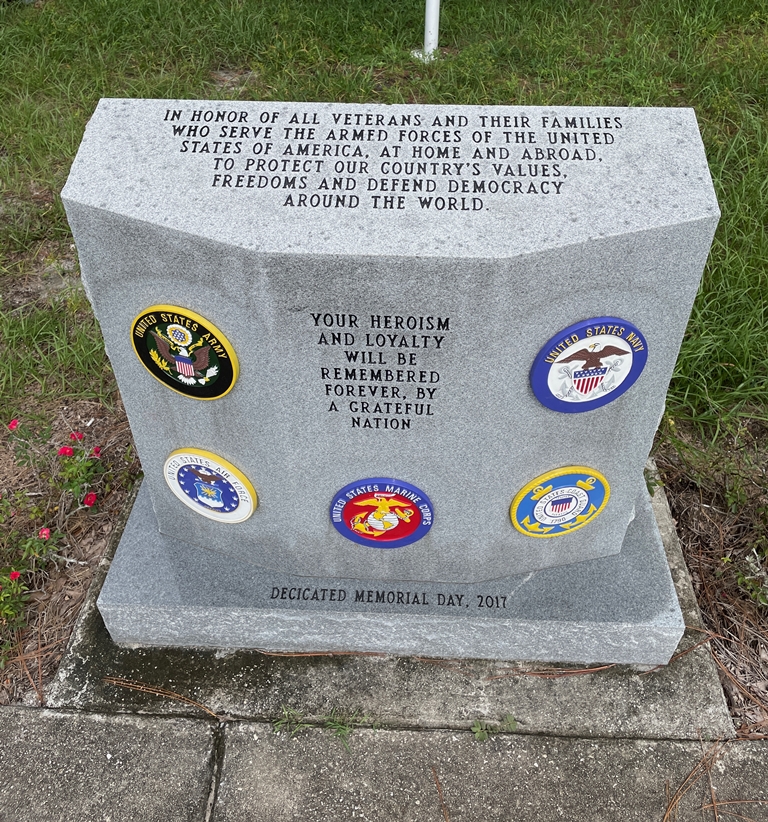 IN HONOR OF ALL VETERANS AND THEIR FAMILIES
WHO SERVE THE ARMED FORCES OF THE UNITED
STATES OF AMERICA, AT HOME AND ABROAD,
TO PROTECT OUR COUNTRY'S VALUES,
FREEDOMS AND DEFEND DEMOCRACY
AROUND THE WORLD.
YOUR HEROISM
AND LOYALTY
WILL BE
REMEMBERED
FOREVER, BY
A GRATEFUL
NATION
UNITED STATES ARMY
UNITED STATES NAVY
UNITED STATES AIR FORCE
UNITED STATES MARINE CORPS
UNITED STATES COAST GUARD
1790
DECICATED MEMORIAL DAY, 2017